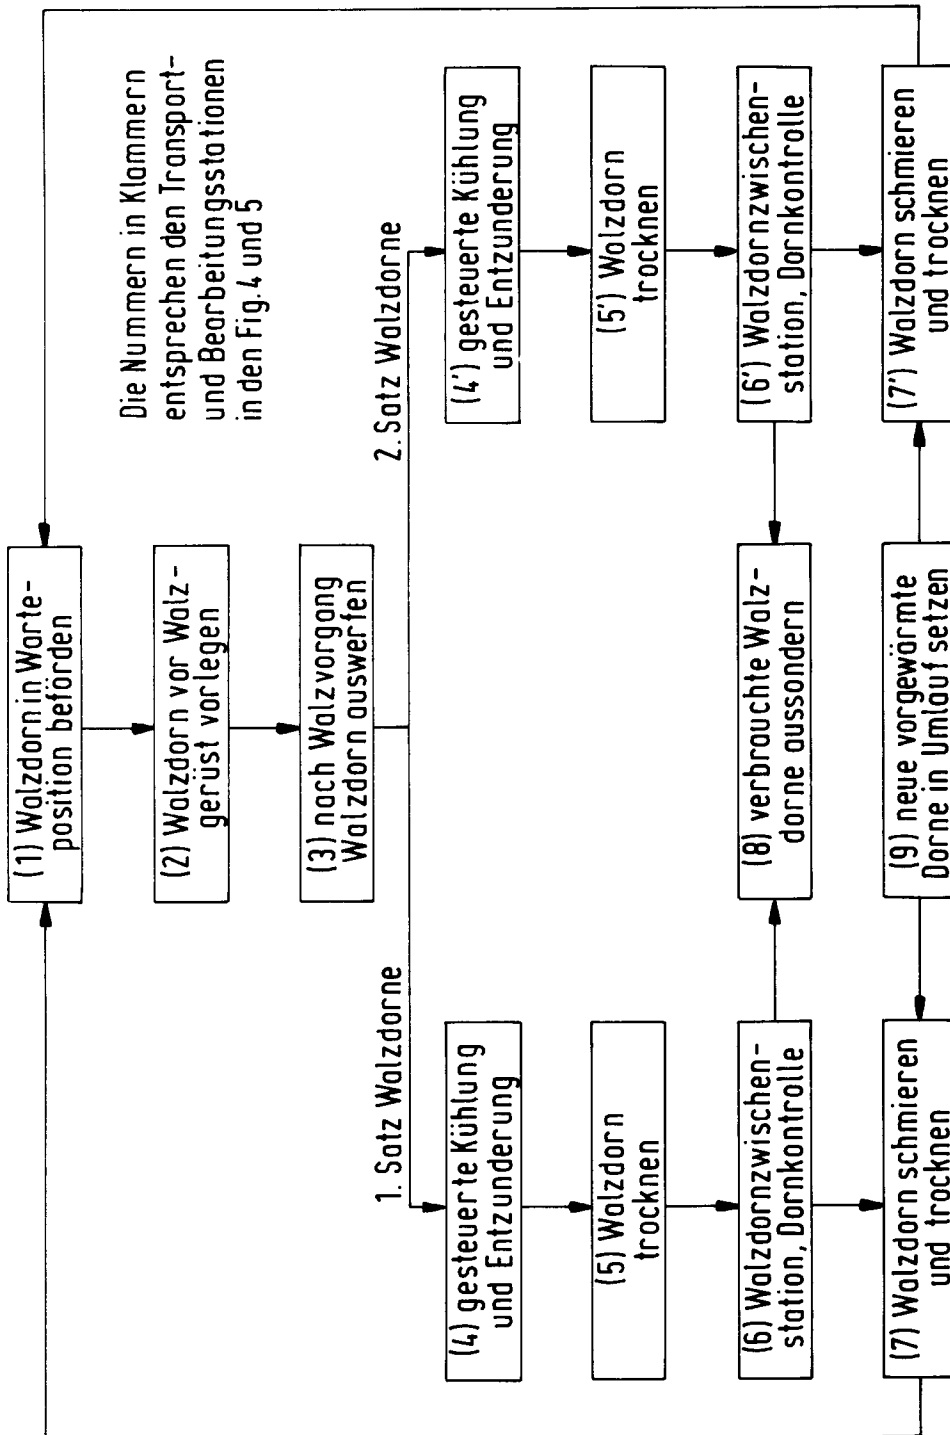 (1) Walzdorn in Warte-
position beförden
Die Nummern in Klammern
entsprechen den Transport-
und Bearbeitungsstationen
in den Fig. 4 und 5
(2) Walzdorn vor Walz-
gerüst vorlegen
(3) nach Walzvorgang
Walzdorn auswerfen
1. Satz Walzdorne
2. Satz Walzdorne
(4) gesteuerte Kühlung
und Entzunderung
(4') gesteuerte Kühlung
und Entzunderung
(5) Walzdorn
trocknen
(5') Walzdorn
trocknen
(6) Walzdornzwischen-
station, Dornkontrolle
(8) verbrauchte Walz-
dorne aussondern
(6') Walzdornzwischen-
station, Dornkontrolle
(7) Walzdorn schmieren
und trocknen
(9) neue vorgewärmte
Dorne in Umlauf setzen
(7') Walzdorn schmieren
und trocknen